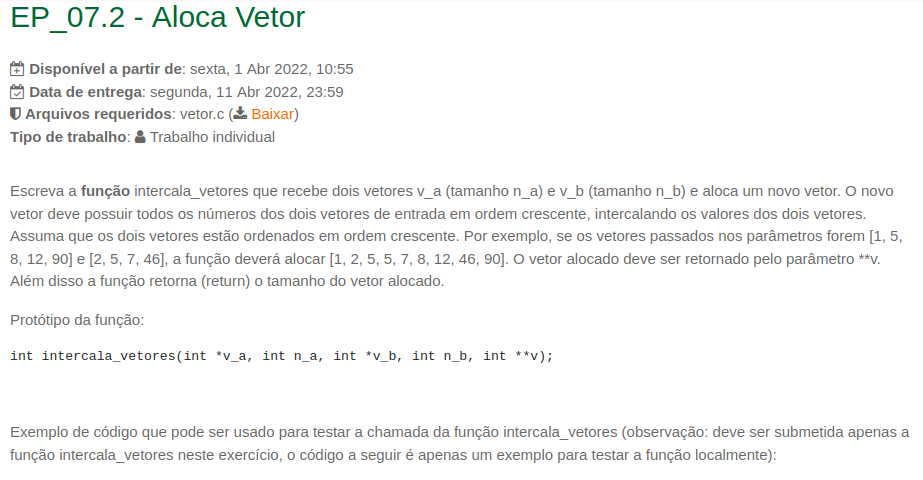 EP_07.2 - Aloca Vetor
Disponível a partir de: sexta, 1 Abr 2022, 10:55
Data de entrega: segunda, 11 Abr 2022, 23:59
Arquivos requeridos: vetor.c (Baixar)
Tipo de trabalho: Trabalho individual
Escreva a função intercala_vetores que recebe dois vetores v_a (tamanho n_a) e v_b (tamanho n_b) e aloca um novo vetor. O novo
vetor deve possuir todos os números dos dois vetores de entrada em ordem crescente, intercalando os valores dos dois vetores.
Assuma que os dois vetores estão ordenados em ordem crescente. Por exemplo, se os vetores passados nos parâmetros forem [1, 5,
8, 12, 90] e [2, 5, 7, 46], a função deverá alocar [1, 2, 5, 5, 7, 8, 12, 46, 90]. O vetor alocado deve ser retornado pelo parâmetro **v.
Além disso a função retorna (return) o tamanho do vetor alocado.
Protótipo da função:
int intercala_vetores(int *v_a, int n_a, int *v_b, int n_b, int **v);
Exemplo de código que pode ser usado para testar a chamada da função intercala_vetores (observação: deve ser submetida apenas a
função intercala_vetores neste exercício, o código a seguir é apenas um exemplo para testar a função localmente):